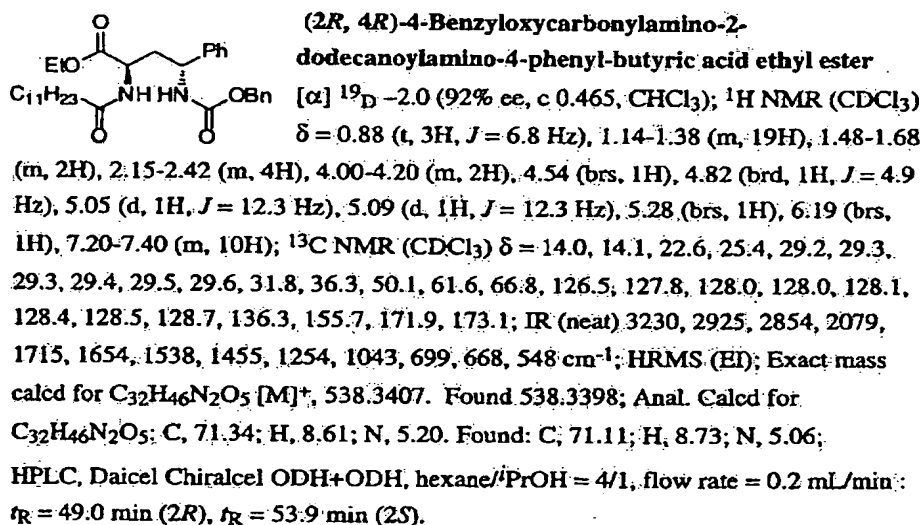 (2R, 4R)-4-Benzyloxycarbonylamino-2-
dodecanoylamino-4-phenyl-butyric acid ethyl ester
O
EtO
Ph
C₁₁H₂₃
NH HN
OBn
O
O
[α] ¹⁹D –2.0 (92% ee, c 0.465, CHCl₃); ¹H NMR (CDCl₃)
δ = 0.88 (t, 3H, J = 6.8 Hz), 1.14-1.38 (m, 19H), 1.48-1.68
(m, 2H), 2.15-2.42 (m, 4H), 4.00-4.20 (m, 2H), 4.54 (brs, 1H), 4.82 (brd, 1H, J = 4.9
Hz), 5.05 (d, 1H, J = 12.3 Hz), 5.09 (d, 1H, J = 12.3 Hz), 5.28 (brs, 1H), 6.19 (brs,
1H), 7.20-7.40 (m, 10H); ¹³C NMR (CDCl₃) δ = 14.0, 14.1, 22.6, 25.4, 29.2, 29.3,
29.3, 29.4, 29.5, 29.6, 31.8, 36.3, 50.1, 61.6, 66.8, 126.5, 127.8, 128.0, 128.0, 128.1,
128.4, 128.5, 128.7, 136.3, 155.7, 171.9, 173.1; IR (neat) 3230, 2925, 2854, 2079,
1715, 1654, 1538, 1455, 1254, 1043, 699, 668, 548 cm⁻¹; HRMS (EI); Exact mass
calcd for C₃₂H₄₆N₂O₅ [M]⁺, 538.3407. Found 538.3398; Anal. Calcd for
C₃₂H₄₆N₂O₅: C, 71.34; H, 8.61; N, 5.20. Found: C, 71.11; H, 8.73; N, 5.06;
HPLC, Daicel Chiralcel ODH+ODH, hexane/ⁱPrOH = 4/1, flow rate = 0.2 mL/min :
tR = 49.0 min (2R), tR = 53.9 min (2S).